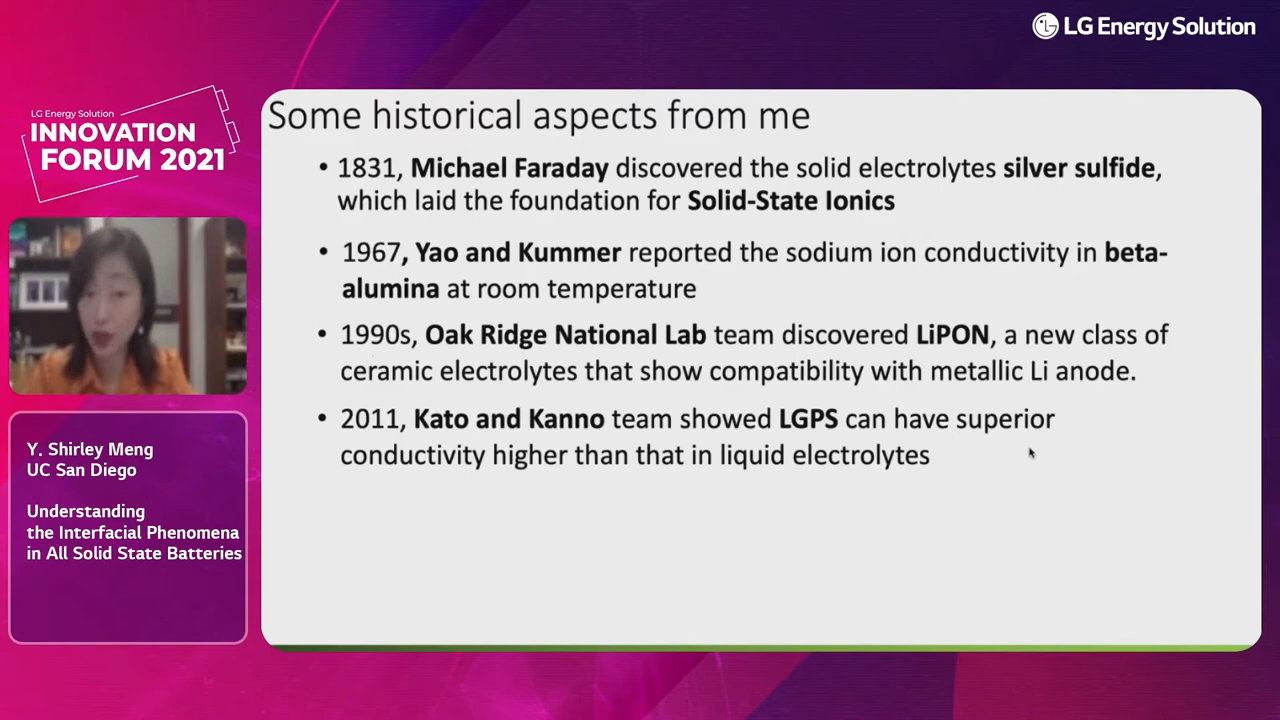 LG Energy Solution
LG Energy Solution
INNOVATION
FORUM 2021
Some historical aspects from me
• 1831, Michael Faraday discovered the solid electrolytes silver sulfide,
which laid the foundation for Solid-State Ionics
• 1967, Yao and Kummer reported the sodium ion conductivity in beta-
alumina at room temperature
• 1990s, Oak Ridge National Lab team discovered LiPON, a new class of
ceramic electrolytes that show compatibility with metallic Li anode.
• 2011, Kato and Kanno team showed LGPS can have superior
conductivity higher than that in liquid electrolytes
Y. Shirley Meng
UC San Diego
Understanding
the Interfacial Phenomena
in All Solid State Batteries